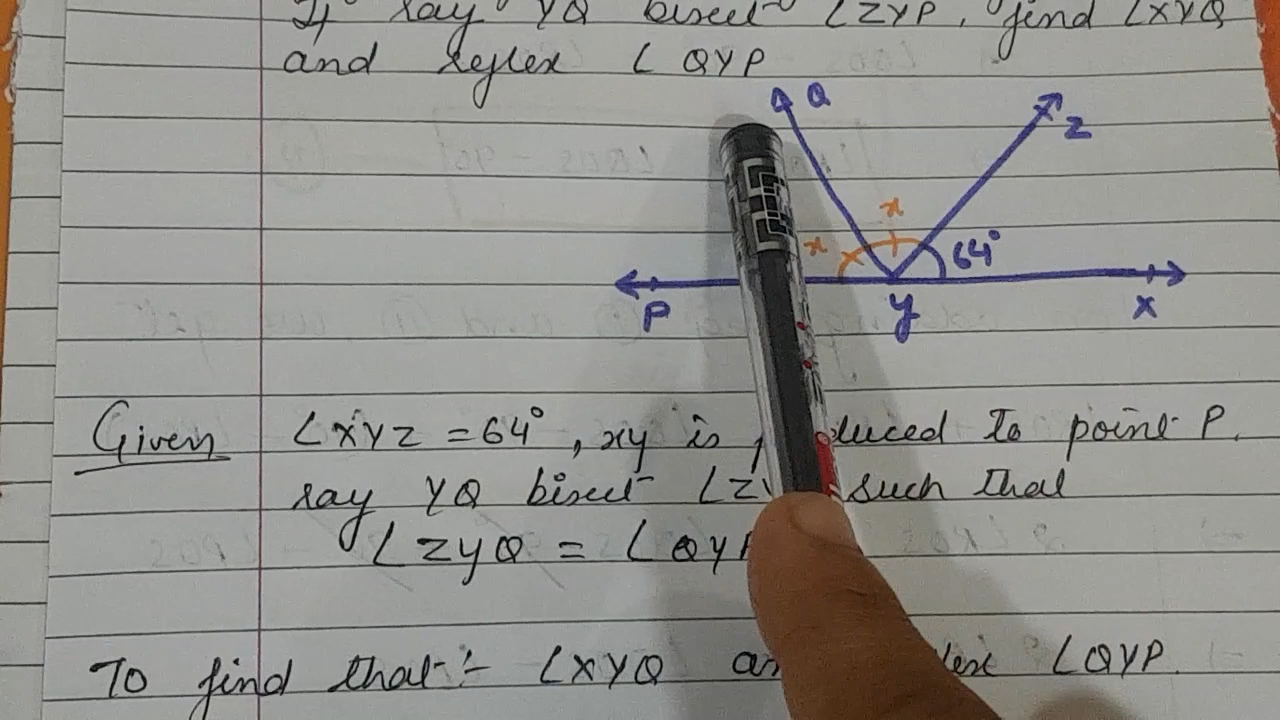 If ray YQ bisect ∠ZYP, find ∠XYQ
and reflex ∠QYP
Q
Z
x
x
64°
P
Y
X
Given ∠XYZ = 64°, xy is duced to point P.
ray YQ bisect such that
∠ZYQ = ∠QYP
To find that:- ∠XYQ ∠QYP.